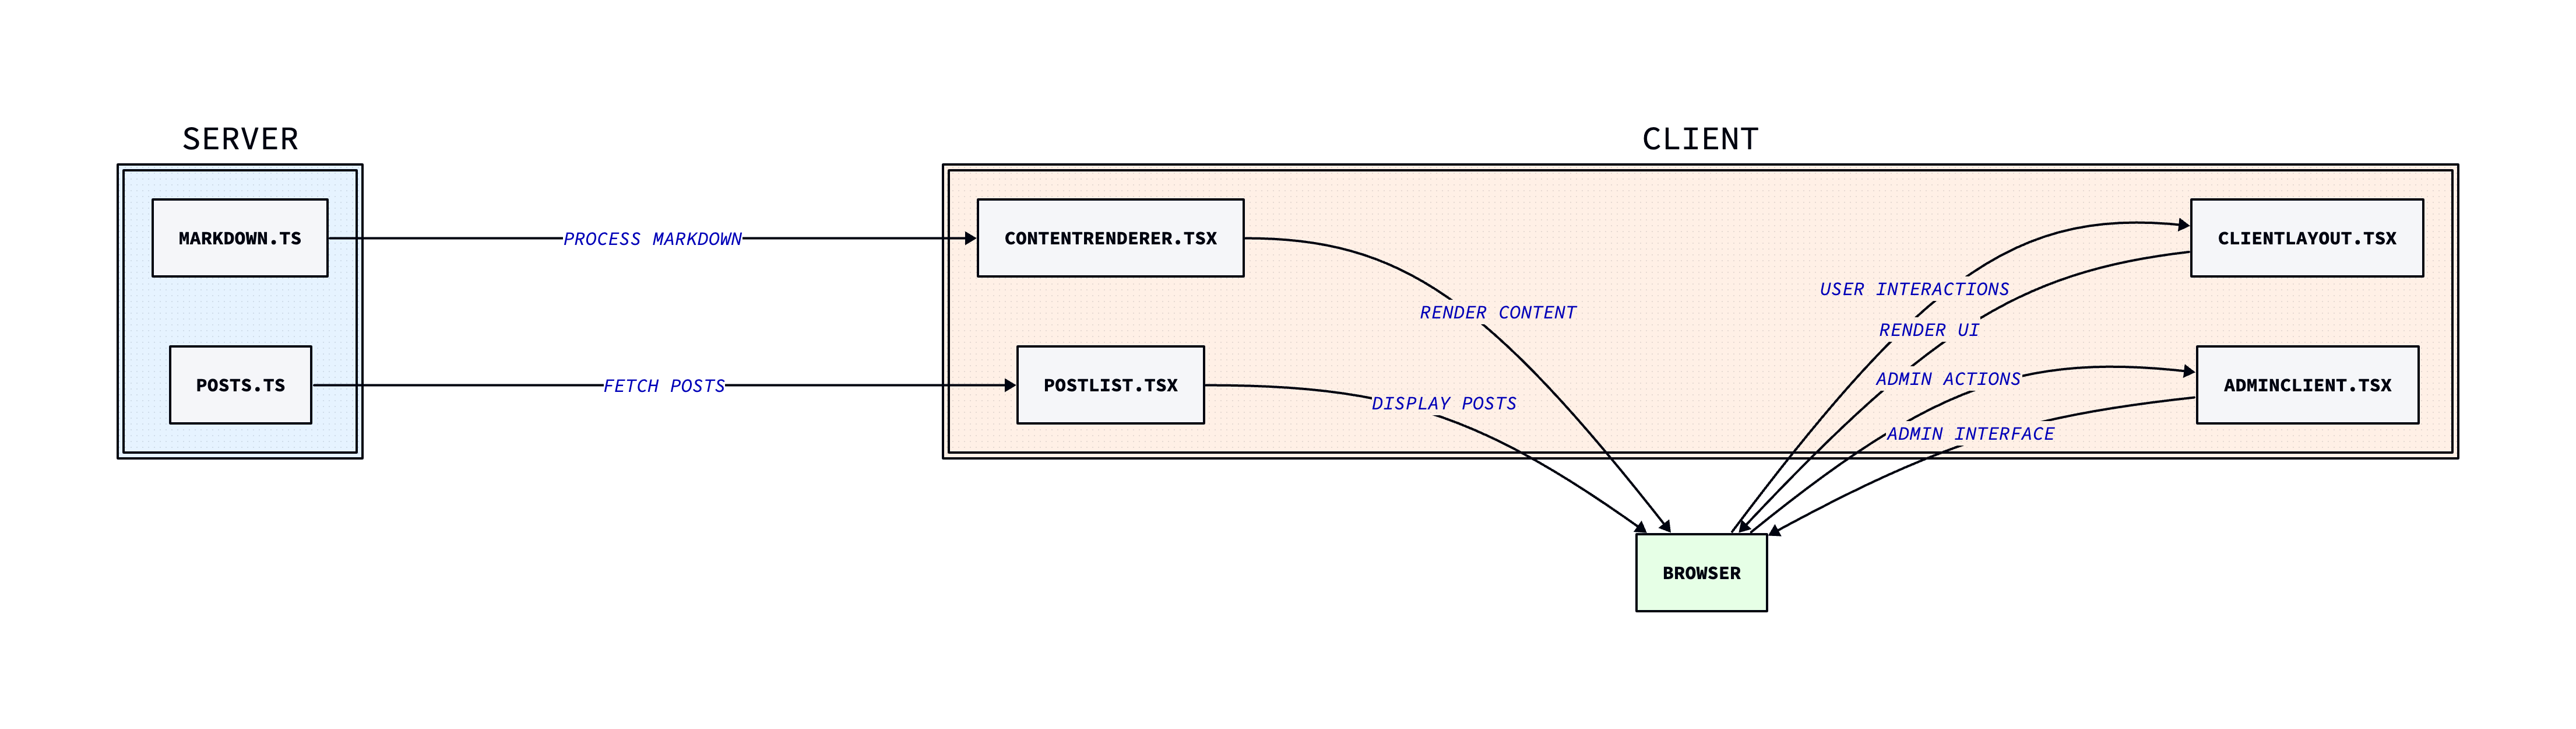 SERVER
CLIENT
MARKDOWN.TS
PROCESS MARKDOWN
CONTENTRENDERER.TSX
CLIENTLAYOUT.TSX
USER INTERACTIONS
RENDER CONTENT
RENDER UI
POSTS.TS
FETCH POSTS
POSTLIST.TSX
DISPLAY POSTS
ADMIN ACTIONS
ADMINCLIENT.TSX
ADMIN INTERFACE
BROWSER